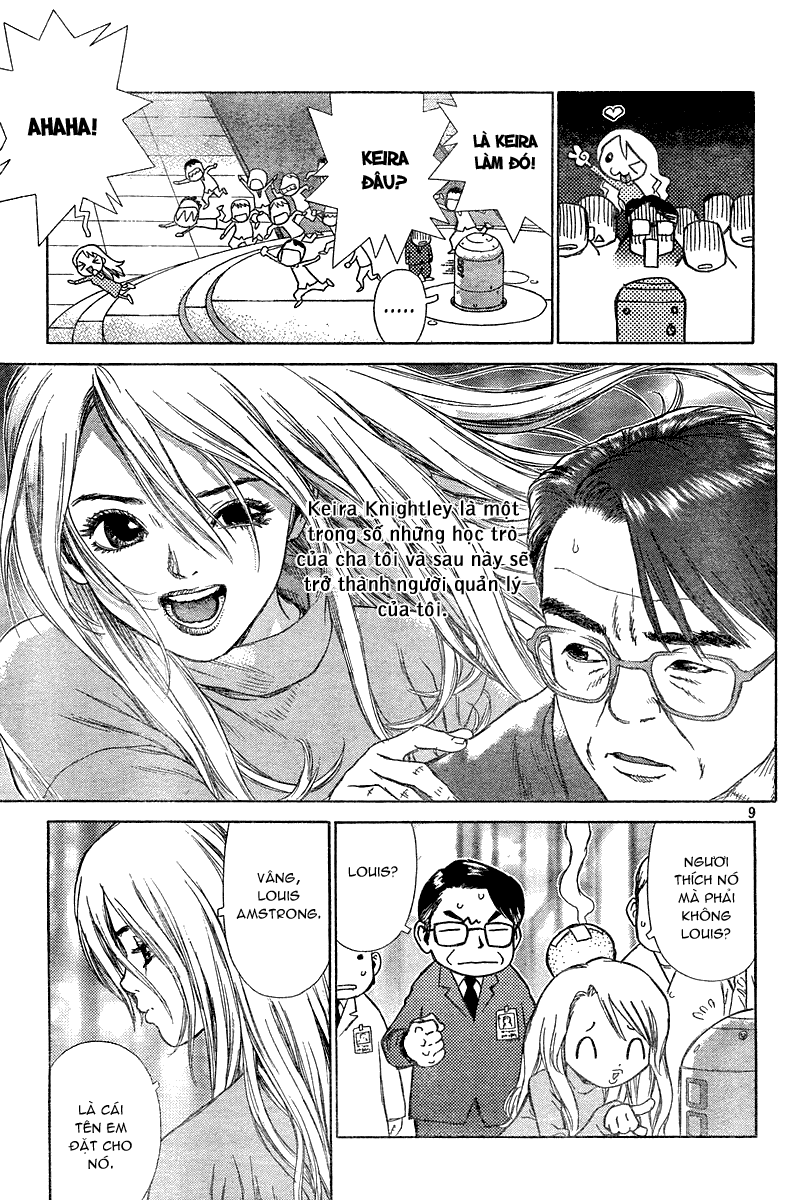 LÀ KEIRA
LÀM ĐÓ!
KEIRA
ĐÂU?
.....
AHAHA!
Keira Knightley là một
trong số những học trò
của cha tôi và sau này sẽ
trở thành người quản lý
của tôi.
9
NGƯƠI
THÍCH NÓ
MÀ PHẢI
KHÔNG
LOUIS?
LOUIS?
VÂNG,
LOUIS
AMSTRONG.
LÀ CÁI
TÊN EM
ĐẶT CHO
NÓ.